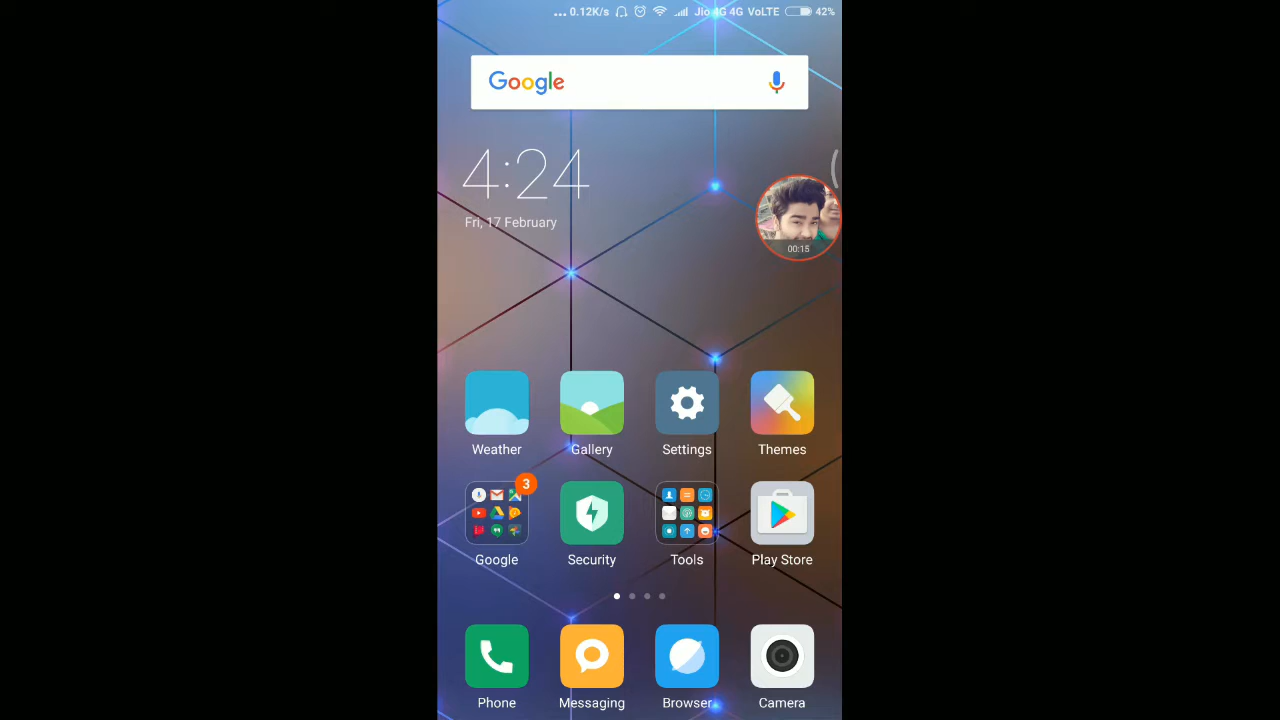 ... 0.12K/s Jio 4G 4G VoLTE 42%
Google
4:24
Fri, 17 February
00:15
Weather Gallery Settings Themes
3
Google Security Tools Play Store
Phone Messaging Browser Camera